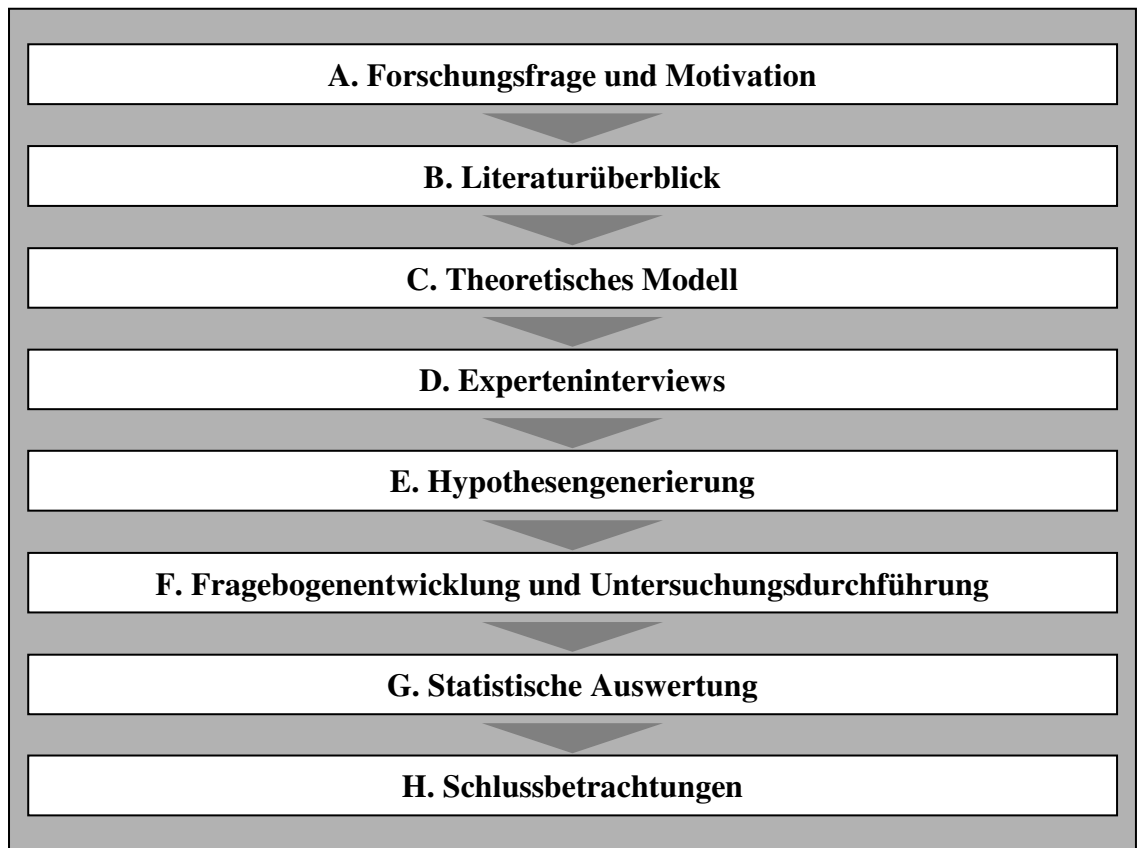 A. Forschungsfrage und Motivation
B. Literaturüberblick
C. Theoretisches Modell
D. Experteninterviews
E. Hypothesengenerierung
F. Fragebogenentwicklung und Untersuchungsdurchführung
G. Statistische Auswertung
H. Schlussbetrachtungen